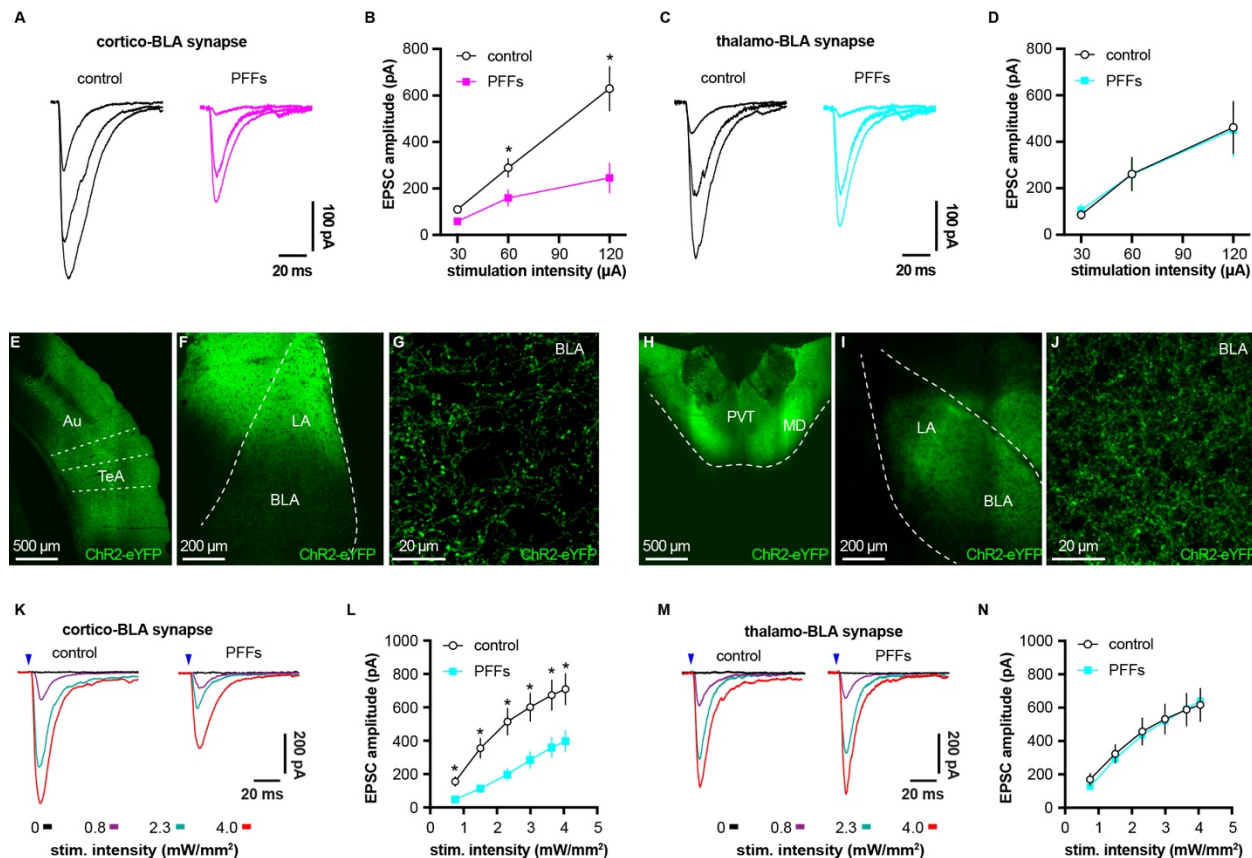 A
cortico-BLA synapse
control
PFFs
100 pA
20 ms
B
EPSC amplitude (pA)
800
600
400
200
0
control
PFFs
*
*
30
60
90
120
stimulation intensity (µA)
C
thalamo-BLA synapse
control
PFFs
100 pA
20 ms
D
EPSC amplitude (pA)
800
600
400
200
0
control
PFFs
30
60
90
120
stimulation intensity (µA)
E
Au
TeA
500 µm
ChR2-eYFP
F
LA
BLA
200 µm
ChR2-eYFP
G
BLA
20 µm
ChR2-eYFP
H
PVT
MD
500 µm
ChR2-eYFP
I
LA
BLA
200 µm
ChR2-eYFP
J
BLA
20 µm
ChR2-eYFP
K
cortico-BLA synapse
control
PFFs
200 pA
20 ms
0
0.8
2.3
4.0
stim. intensity (mW/mm²)
L
EPSC amplitude (pA)
1000
800
600
400
200
0
control
PFFs
* * * * * *
0 1 2 3 4 5
stim. intensity (mW/mm²)
M
thalamo-BLA synapse
control
PFFs
200 pA
20 ms
0
0.8
2.3
4.0
stim. intensity (mW/mm²)
N
EPSC amplitude (pA)
1000
800
600
400
200
0
control
PFFs
0 1 2 3 4 5
stim. intensity (mW/mm²)